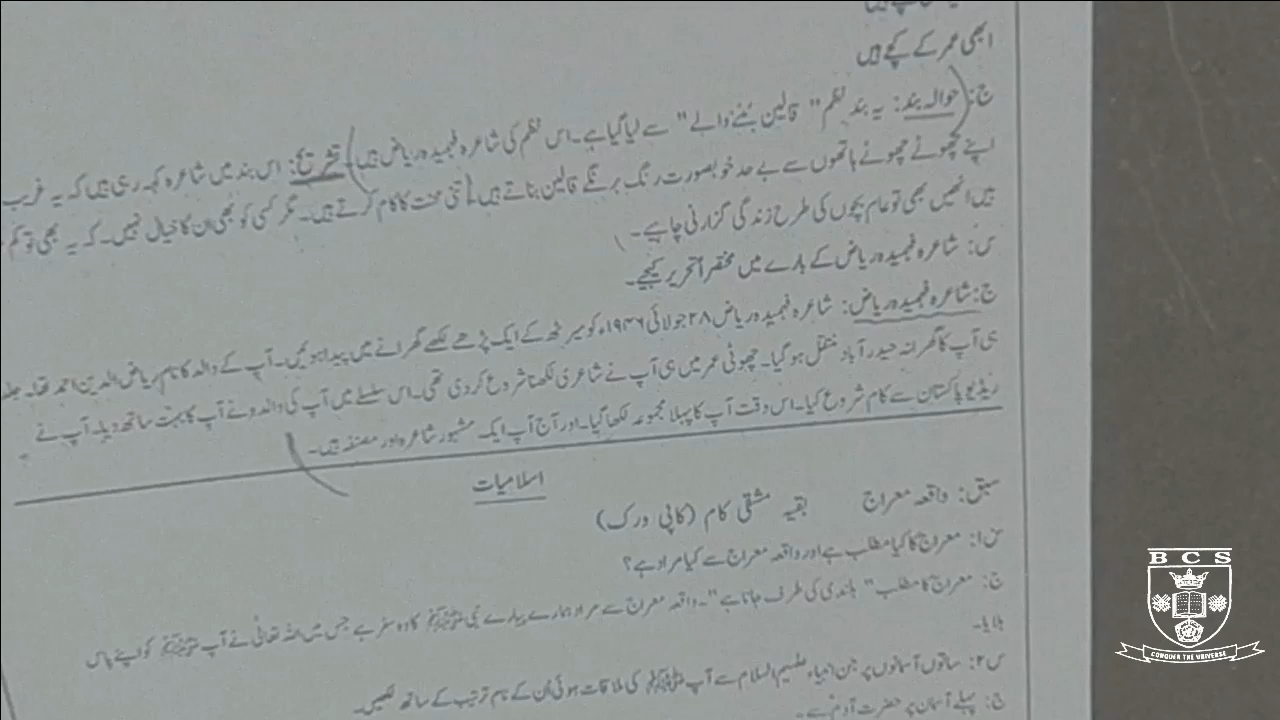 ابھی عمر کے کچے ہیں
ج: حوالہ بند: یہ بند نظم "قالین بننے والے" سے لیا گیا ہے۔ اس نظم کی شاعرہ فہمیدہ ریاض ہیں۔ تشریح: اس بند میں شاعرہ کہہ رہی ہیں کہ یہ غریب
اپنے چھوٹے چھوٹے ہاتھوں سے بے حد خوبصورت رنگ برنگے قالین بناتے ہیں۔ اتنی محنت کا کام کرتے ہیں۔ مگر کسی کو بھی ان کا خیال نہیں۔ کہ یہ بھی تو کم
ہیں انھیں بھی تو عام بچوں کی طرح زندگی گزارنی چاہیے۔
س: شاعرہ فہمیدہ ریاض کے بارے میں مختصراً تحریر کیجیے۔
ج: شاعرہ فہمیدہ ریاض: شاعرہ فہمیدہ ریاض ۲۸ جولائی ۱۹۴۶ء کو میرٹھ کے ایک پڑھے لکھے گھرانے میں پیدا ہوئیں۔ آپ کے والد کا نام ریاض الدین احمد تھا۔ جلد
ہی آپ کا گھرانہ حیدرآباد منتقل ہو گیا۔ چھوٹی عمر میں ہی آپ نے شاعری لکھنا شروع کردی تھی۔ اس سلسلے میں آپ کی والدہ نے آپ کا بہت ساتھ دیا۔ آپ نے
ریڈیو پاکستان سے کام شروع کیا۔ اس وقت آپ کا پہلا مجموعہ لکھا گیا۔ اور آج آپ ایک مشہور شاعرہ اور مصنفہ ہیں۔
اسلامیات
سبق: واقعہ معراج بقیہ مشقی کام (کاپی ورک)
س۱: معراج کا کیا مطلب ہے اور واقعہ معراج سے کیا مراد ہے؟
ج: معراج کا مطلب "بلندی کی طرف جانا ہے"۔ واقعہ معراج سے مراد ہمارے پیارے نبی ﷺ کا وہ سفر ہے جس میں اللہ تعالیٰ نے آپ ﷺ کو اپنے پاس
بلایا۔
س۲: ساتوں آسمانوں پر جن انبیاء علیہم السلام سے آپ ﷺ کی ملاقات ہوئی اُن کے نام ترتیب کے ساتھ لکھیں۔
ج: پہلے آسمان پر حضرت آدمؑ سے۔
BCS
CONQUER THE UNIVERSE